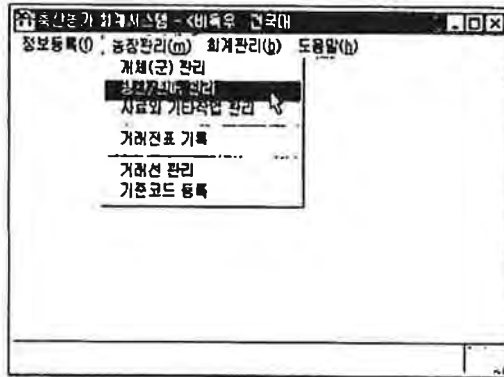 축산농가 회계시스템 - <비육우 건국대
정보등록(f) 농장관리(m) 회계관리(b) 도움말(h)
개체(군) 관리
관리
사료외 기타작업 관리
거래전표 기록
거래선 관리
기준코드 등록